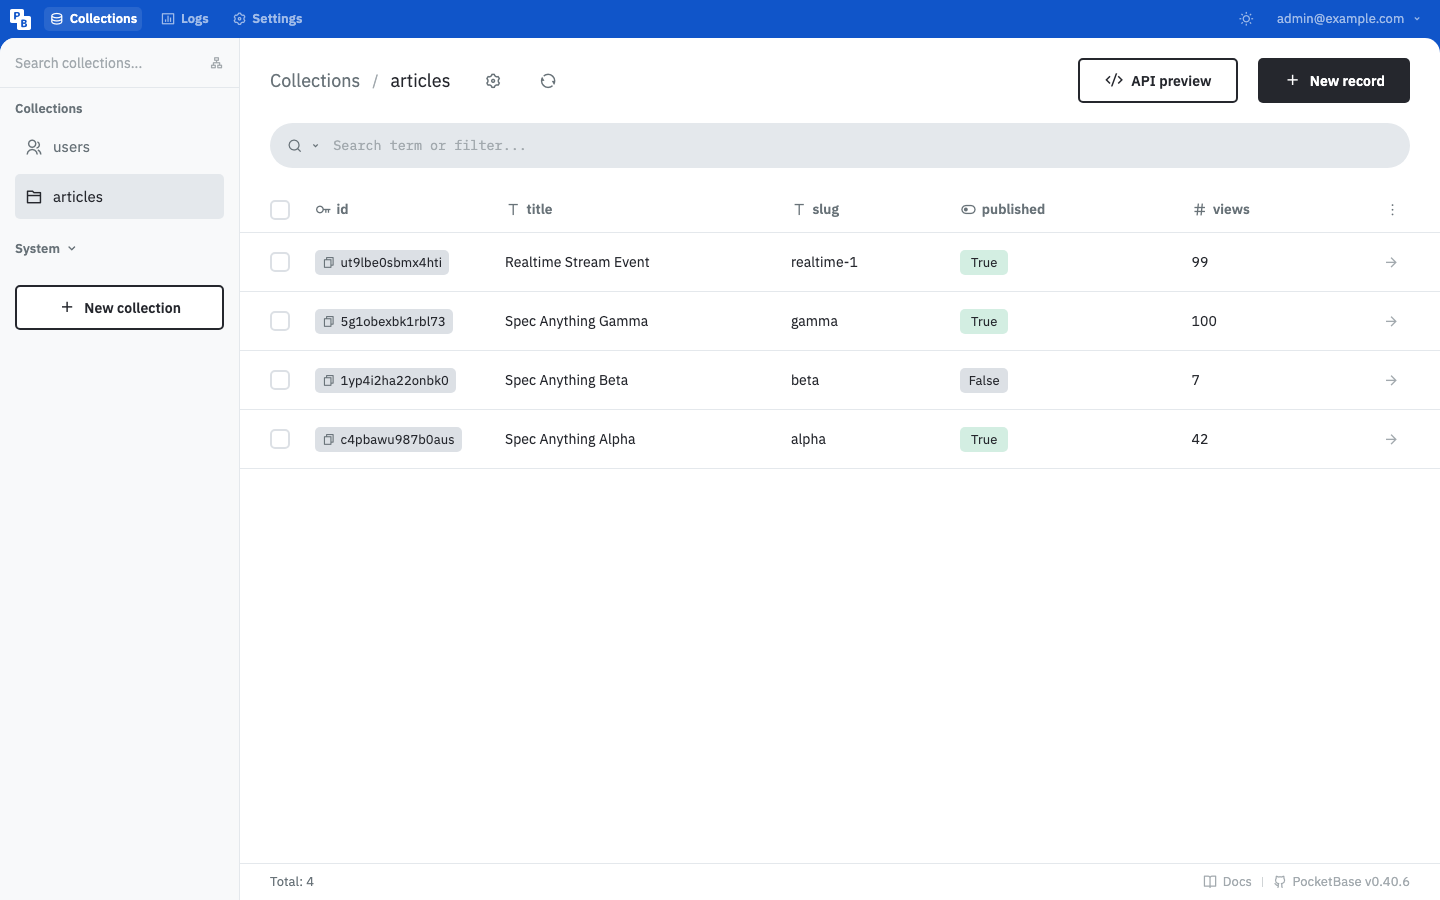 PB Collections Logs Settings admin@example.com
Search collections...
Collections
users
articles
System
+ New collection
Collections / articles
</> API preview
+ New record
Search term or filter...
id title slug published views
ut9lbe0sbmx4hti Realtime Stream Event realtime-1 True 99
5g1obexbk1rbl73 Spec Anything Gamma gamma True 100
1yp4i2ha22onbk0 Spec Anything Beta beta False 7
c4pbawu987b0aus Spec Anything Alpha alpha True 42
Total: 4
Docs | PocketBase v0.40.6